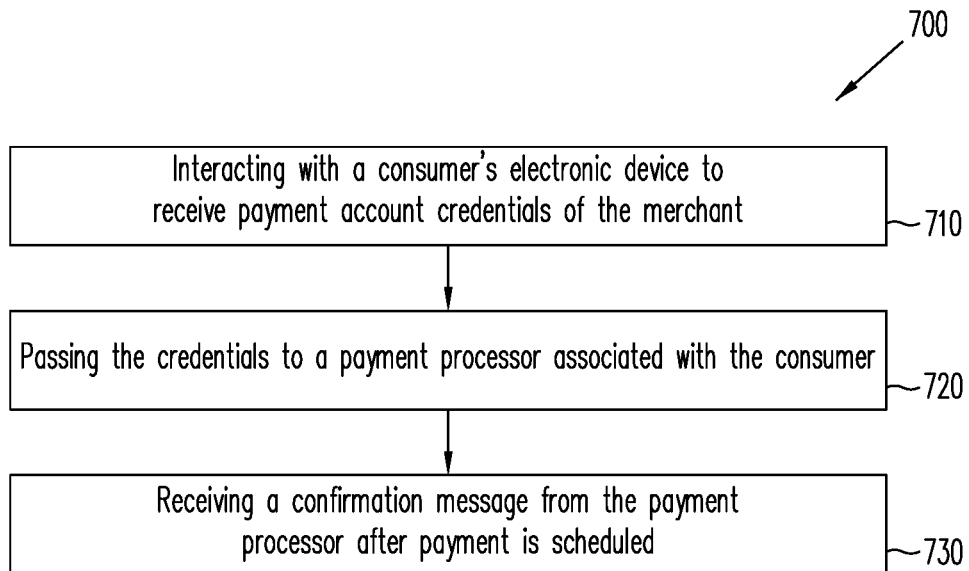 700
Interacting with a consumer's electronic device to
receive payment account credentials of the merchant
710
Passing the credentials to a payment processor associated with the consumer
720
Receiving a confirmation message from the payment
processor after payment is scheduled
730